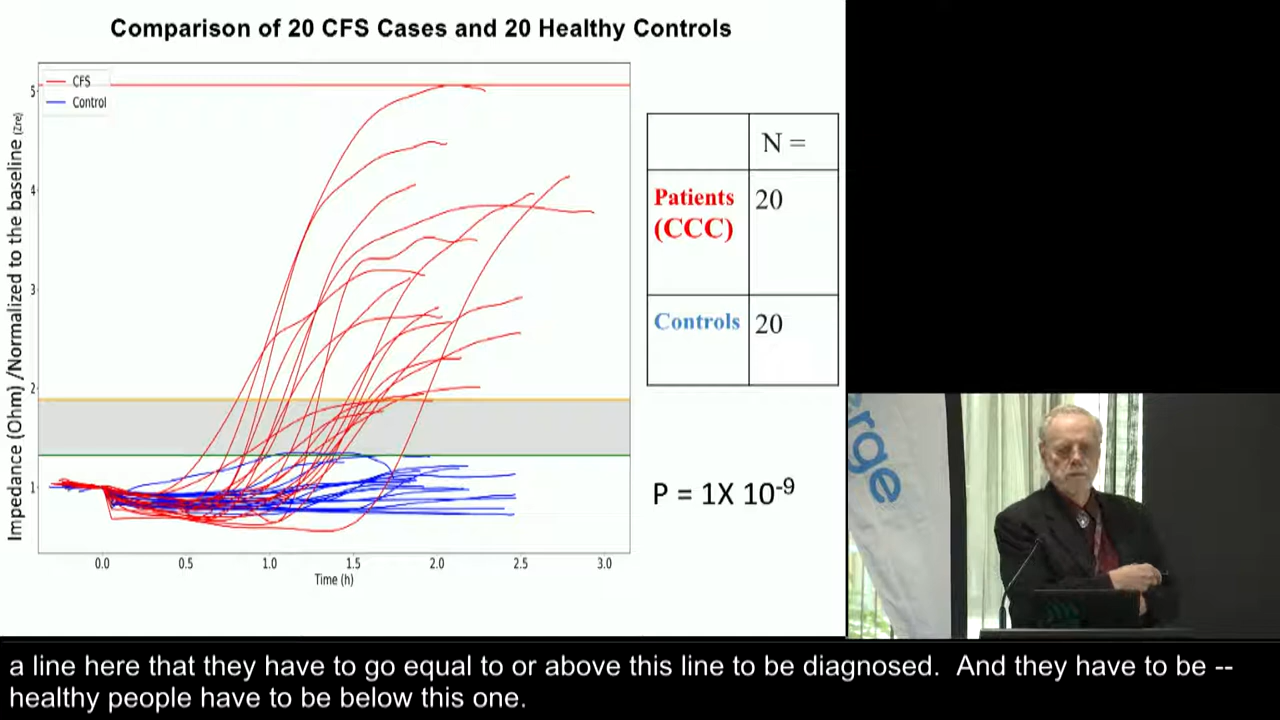 Comparison of 20 CFS Cases and 20 Healthy Controls
CFS
Control
Impedance (Ohm) /Normalized to the baseline (Zre)
5
4
3
2
1
0.0 0.5 1.0 1.5 2.0 2.5 3.0
Time (h)
N =
Patients 20
(CCC)
Controls 20
P = 1X 10-9
erge
a line here that they have to go equal to or above this line to be diagnosed. And they have to be --
healthy people have to be below this one.